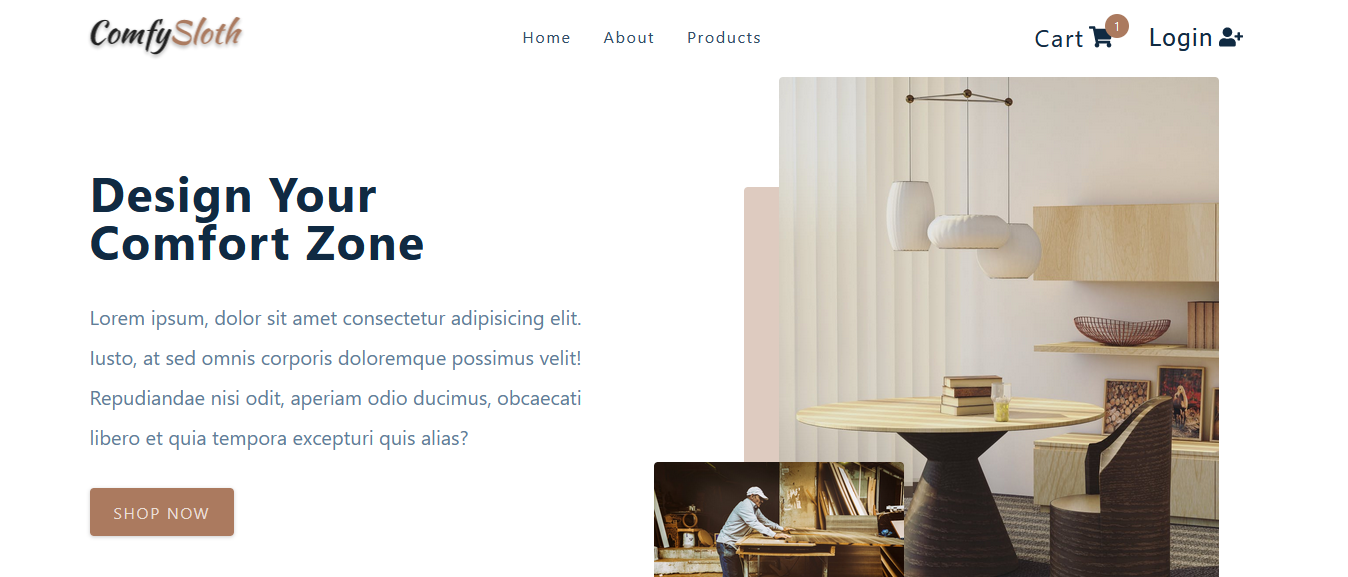 ComfySloth
Home About Products
Cart 1 Login
Design Your
Comfort Zone
Lorem ipsum, dolor sit amet consectetur adipisicing elit.
Iusto, at sed omnis corporis doloremque possimus velit!
Repudiandae nisi odit, aperiam odio ducimus, obcaecati
libero et quia tempora excepturi quis alias?
SHOP NOW